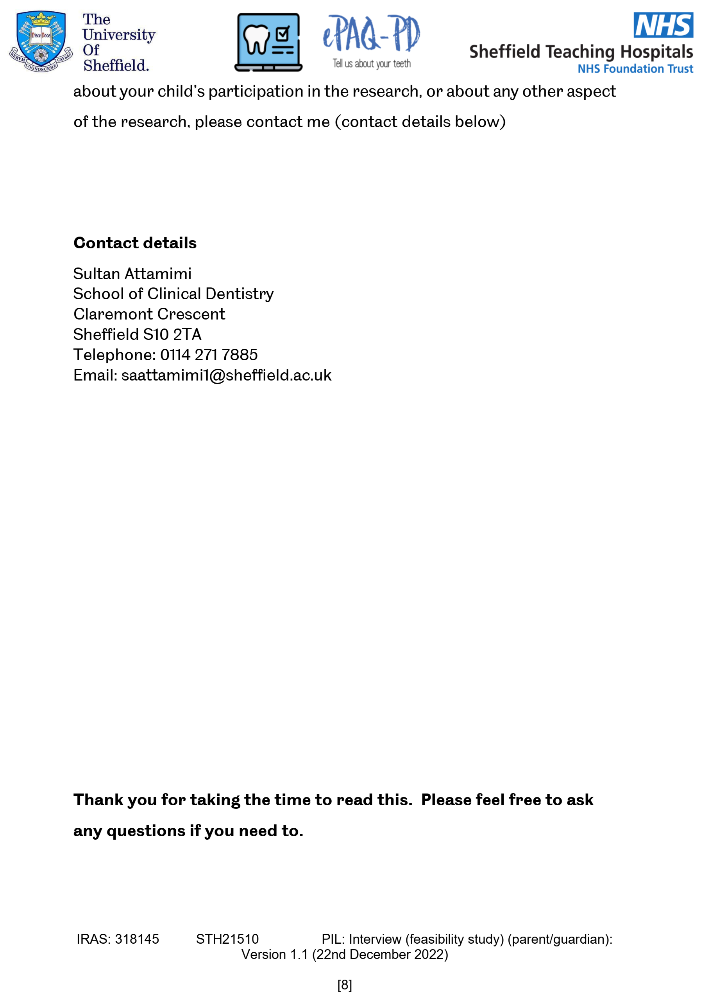 The
University
Of
Sheffield.
Disce Doce
RERVM COGNOSCERE CAVSAS
ePAQ-PD
Tell us about your teeth
NHS
Sheffield Teaching Hospitals
NHS Foundation Trust
about your child’s participation in the research, or about any other aspect
of the research, please contact me (contact details below)
Contact details
Sultan Attamimi
School of Clinical Dentistry
Claremont Crescent
Sheffield S10 2TA
Telephone: 0114 271 7885
Email: saattamimi1@sheffield.ac.uk
Thank you for taking the time to read this.  Please feel free to ask
any questions if you need to.
IRAS: 318145 STH21510 PIL: Interview (feasibility study) (parent/guardian):
Version 1.1 (22nd December 2022)
[8]